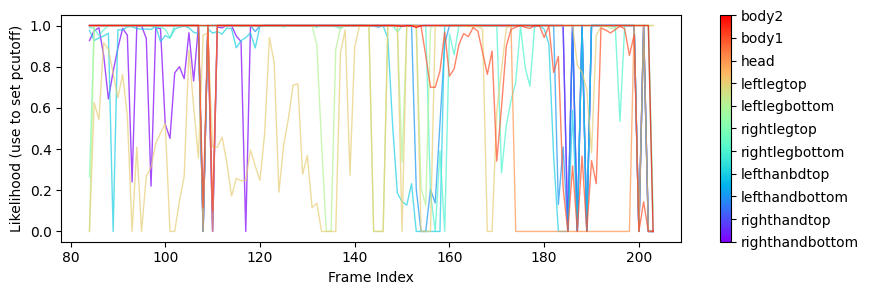 Likelihood (use to set pcutoff)
1.0
0.8
0.6
0.4
0.2
0.0
80 100 120 140 160 180 200
Frame Index
body2
body1
head
leftlegtop
leftlegbottom
rightlegtop
rightlegbottom
lefthanbdtop
lefthandbottom
righthandtop
righthandbottom